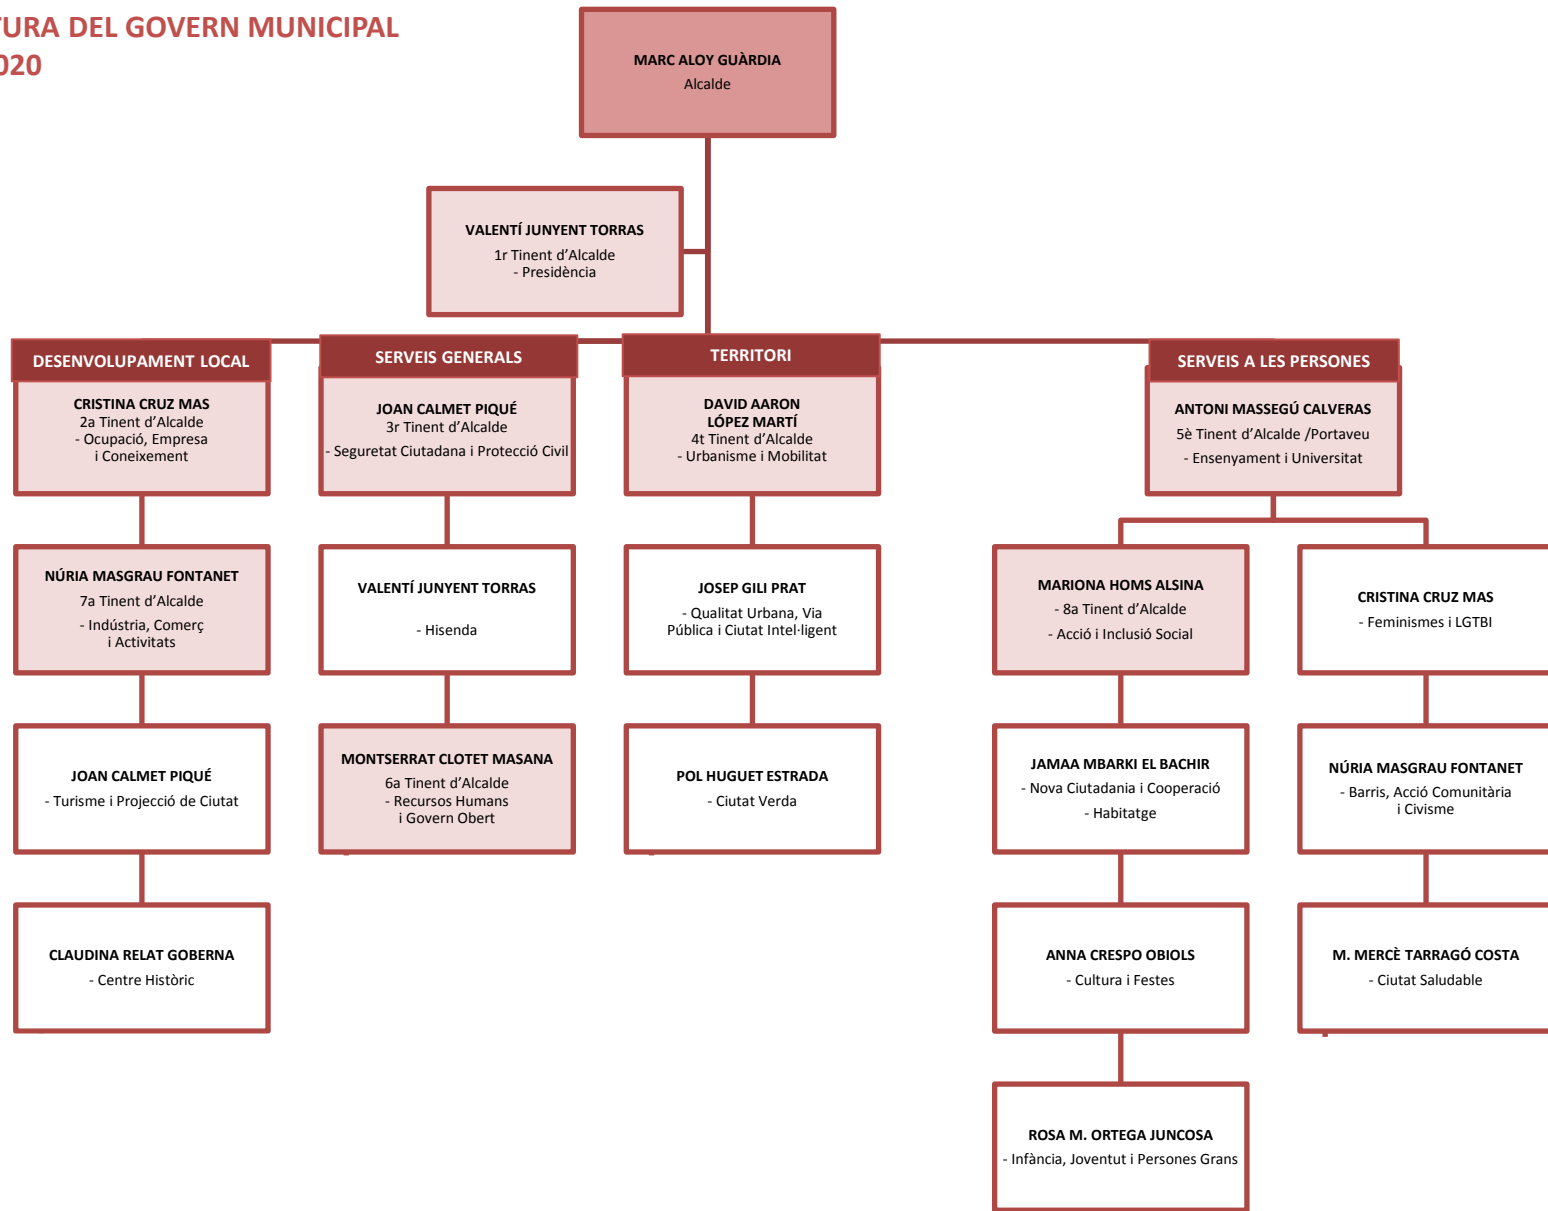 TURA DEL GOVERN MUNICIPAL
020
MARC ALOY GUÀRDIA
Alcalde
VALENTÍ JUNYENT TORRAS
1r Tinent d’Alcalde
- Presidència
DESENVOLUPAMENT LOCAL
CRISTINA CRUZ MAS
2a Tinent d’Alcalde
- Ocupació, Empresa
i Coneixement
NÚRIA MASGRAU FONTANET
7a Tinent d’Alcalde
- Indústria, Comerç
i Activitats
JOAN CALMET PIQUÉ
- Turisme i Projecció de Ciutat
CLAUDINA RELAT GOBERNA
- Centre Històric
SERVEIS GENERALS
JOAN CALMET PIQUÉ
3r Tinent d’Alcalde
- Seguretat Ciutadana i Protecció Civil
VALENTÍ JUNYENT TORRAS
- Hisenda
MONTSERRAT CLOTET MASANA
6a Tinent d’Alcalde
- Recursos Humans
i Govern Obert
TERRITORI
DAVID AARON
LÓPEZ MARTÍ
4t Tinent d’Alcalde
- Urbanisme i Mobilitat
JOSEP GILI PRAT
- Qualitat Urbana, Via
Pública i Ciutat Intel·ligent
POL HUGUET ESTRADA
- Ciutat Verda
SERVEIS A LES PERSONES
ANTONI MASSEGÚ CALVERAS
5è Tinent d’Alcalde /Portaveu
- Ensenyament i Universitat
MARIONA HOMS ALSINA
- 8a Tinent d’Alcalde
- Acció i Inclusió Social
JAMAA MBARKI EL BACHIR
- Nova Ciutadania i Cooperació
- Habitatge
ANNA CRESPO OBIOLS
- Cultura i Festes
ROSA M. ORTEGA JUNCOSA
- Infància, Joventut i Persones Grans
CRISTINA CRUZ MAS
- Feminismes i LGTBI
NÚRIA MASGRAU FONTANET
- Barris, Acció Comunitària
i Civisme
M. MERCÈ TARRAGÓ COSTA
- Ciutat Saludable